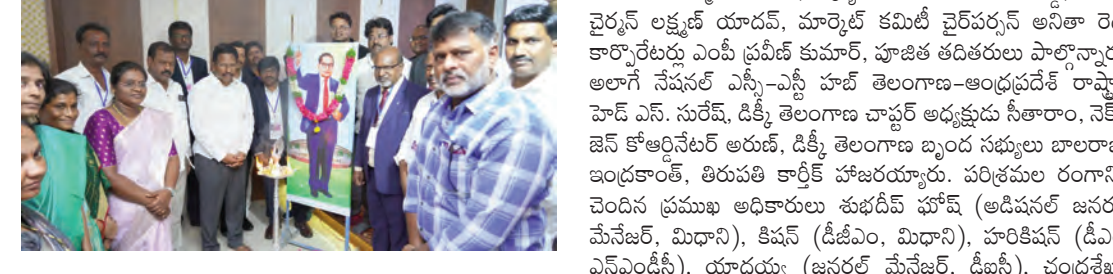 చైర్మన్ లక్ష్మణ్ యాదవ్, మార్కెట్ కమిటీ చైర్‌పర్సన్ అనితా
కార్పొరేటర్లు ఎంపీ ప్రవీణ్ కుమార్, పూజిత తదితరులు
అలాగే నేషనల్ ఎస్సీ–ఎస్టీ హబ్ తెలంగాణ–ఆంధ్రప్రదేశ్
హెడ్ ఎస్. సురేష్, డిక్కీ తెలంగాణ చాప్టర్ అధ్యక్షుడు సీతారాం,
జెన్ కోఆర్డినేటర్ అరుణ్, డిక్కీ తెలంగాణ బృంద సభ్యులు
ఇంద్రకాంత్, తిరుపతి కార్తీక్ హాజరయ్యారు. పరిశ్రమల
చెందిన ప్రముఖ అధికారులు శుభదీప్ ఘోష్ (అడిషనల్
మేనేజర్, మిధాని), కిషన్ (డీజీఎం, మిధాని), హరికిషన్
ఎన్ఎండీసీ), యాదయ్య (జనరల్ మేనేజర్, డీఐసీ),